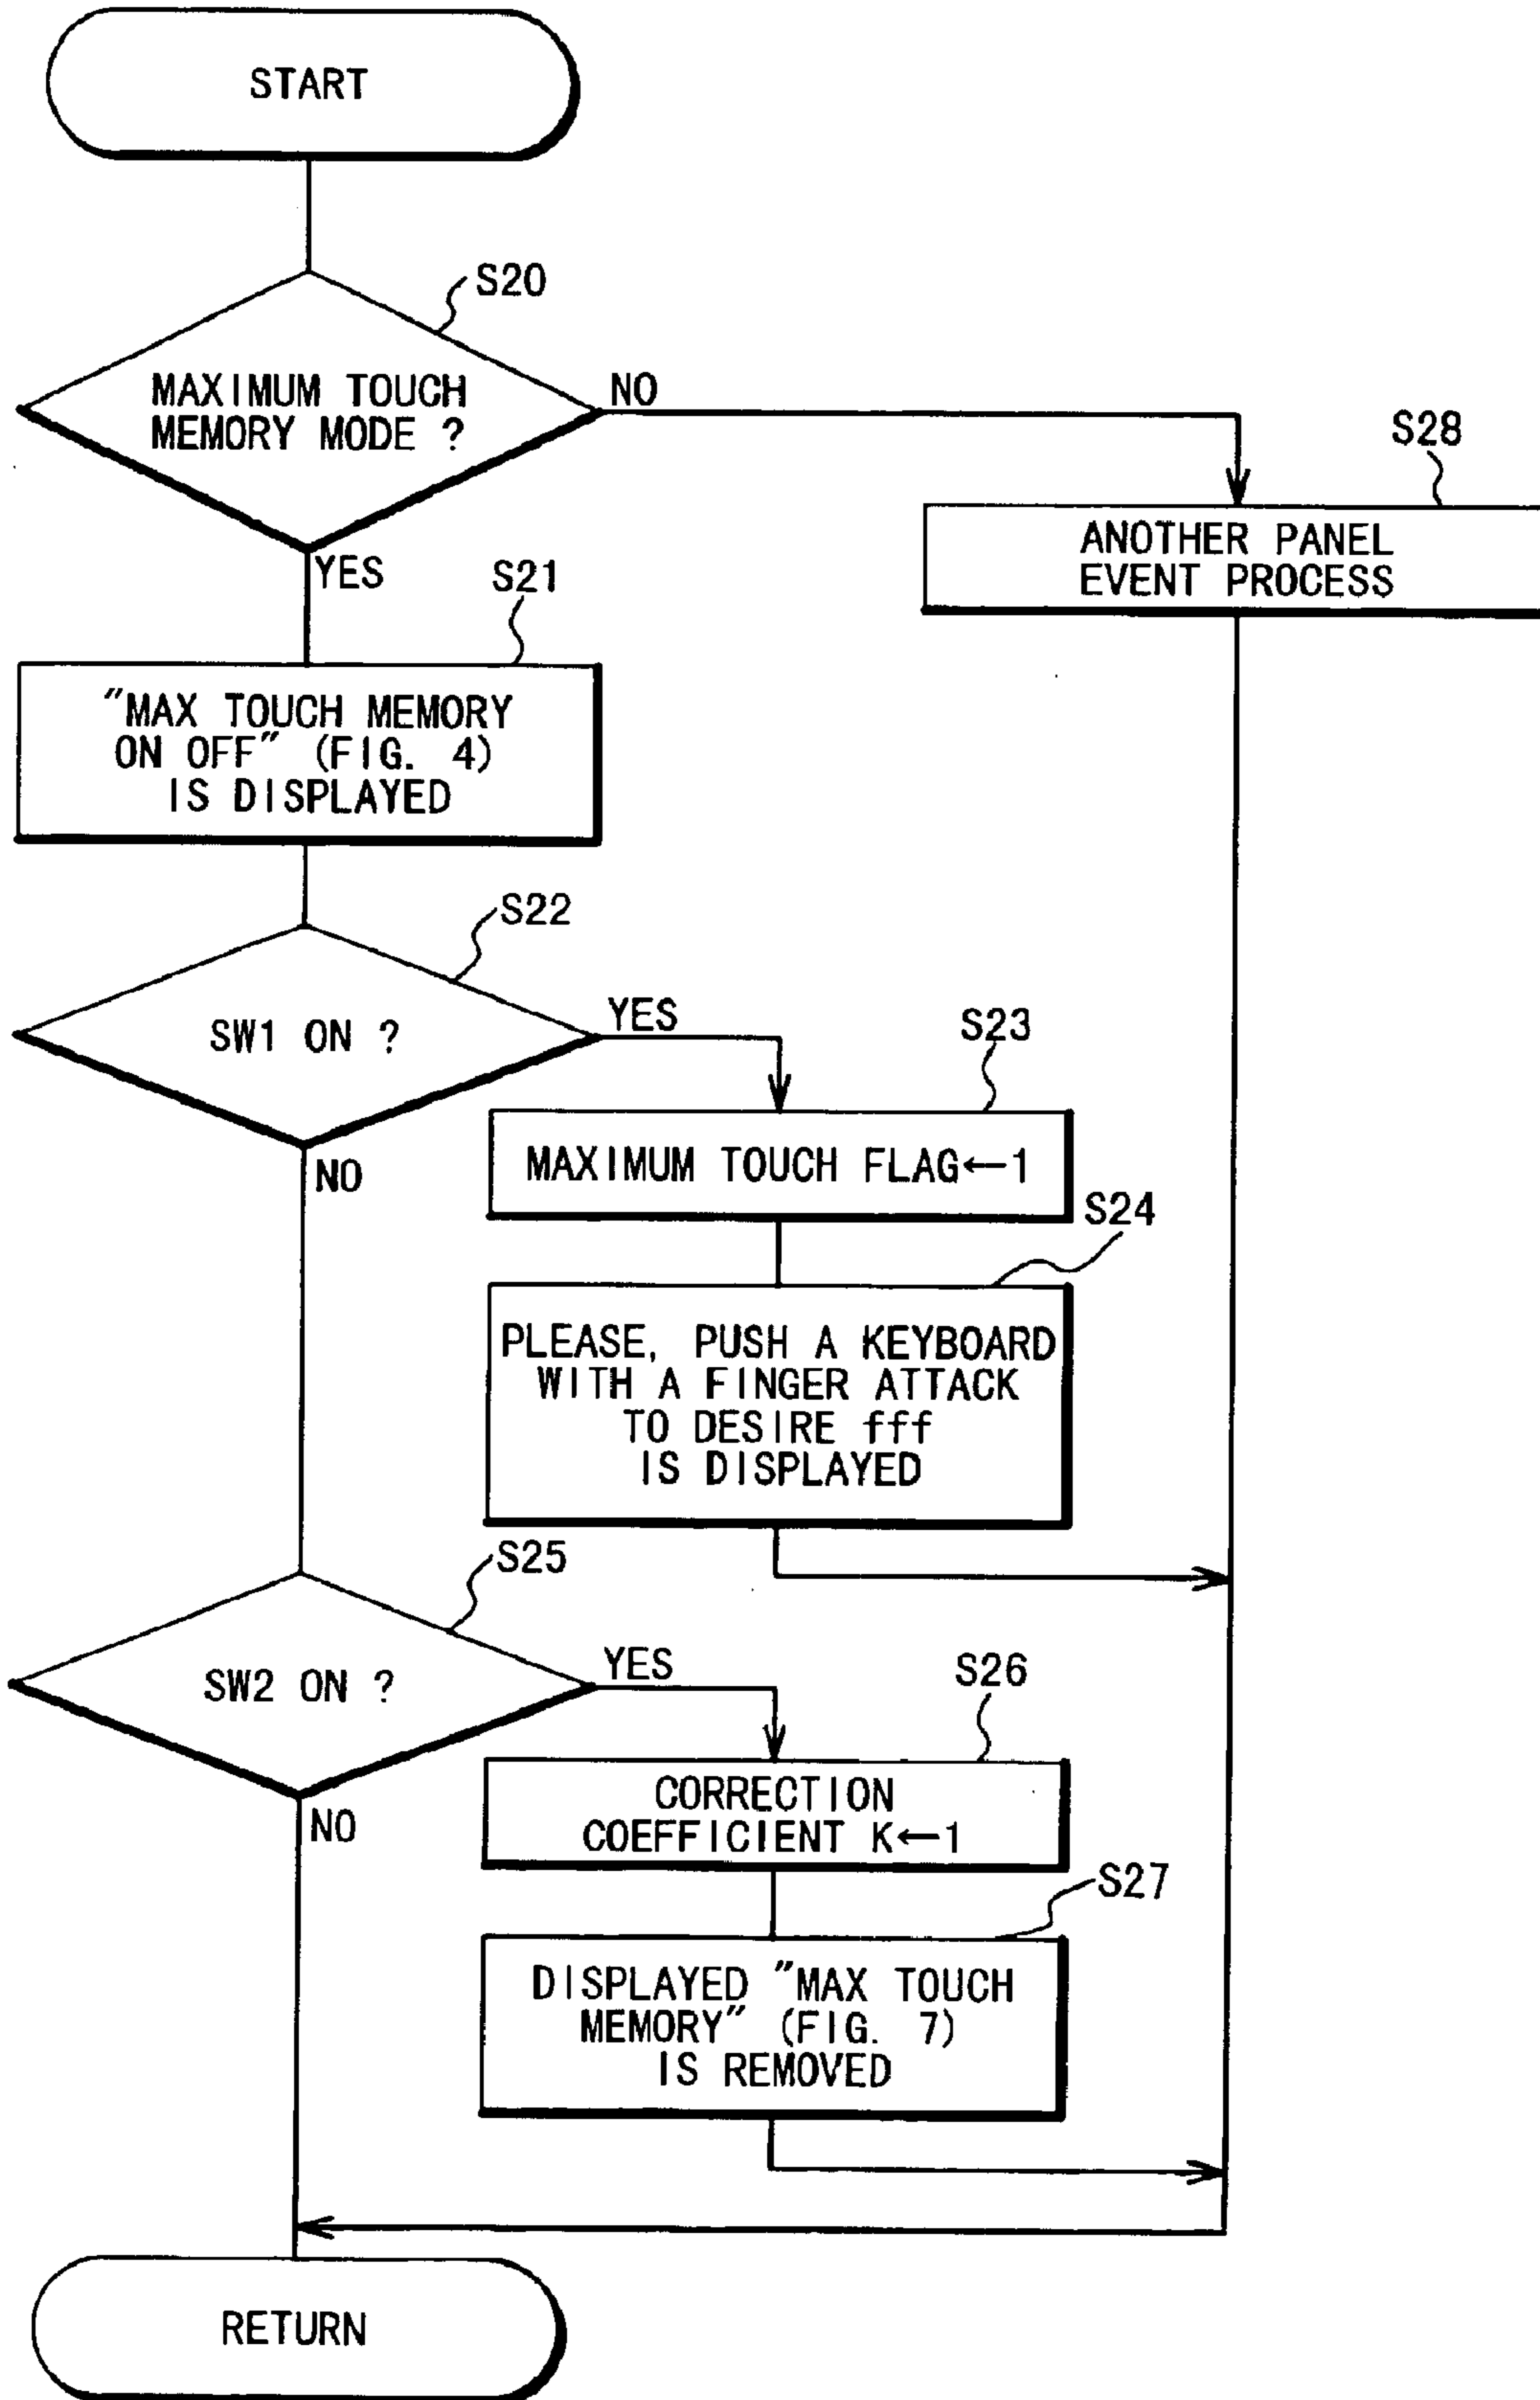 START
S20
MAXIMUM TOUCH
MEMORY MODE ?
NO
YES
S28
ANOTHER PANEL
EVENT PROCESS
S21
"MAX TOUCH MEMORY
ON OFF" (FIG. 4)
IS DISPLAYED
S22
SW1 ON ?
YES
NO
S23
MAXIMUM TOUCH FLAG←1
S24
PLEASE, PUSH A KEYBOARD
WITH A FINGER ATTACK
TO DESIRE fff
IS DISPLAYED
S25
SW2 ON ?
YES
NO
S26
CORRECTION
COEFFICIENT K←1
S27
DISPLAYED "MAX TOUCH
MEMORY" (FIG. 7)
IS REMOVED
RETURN